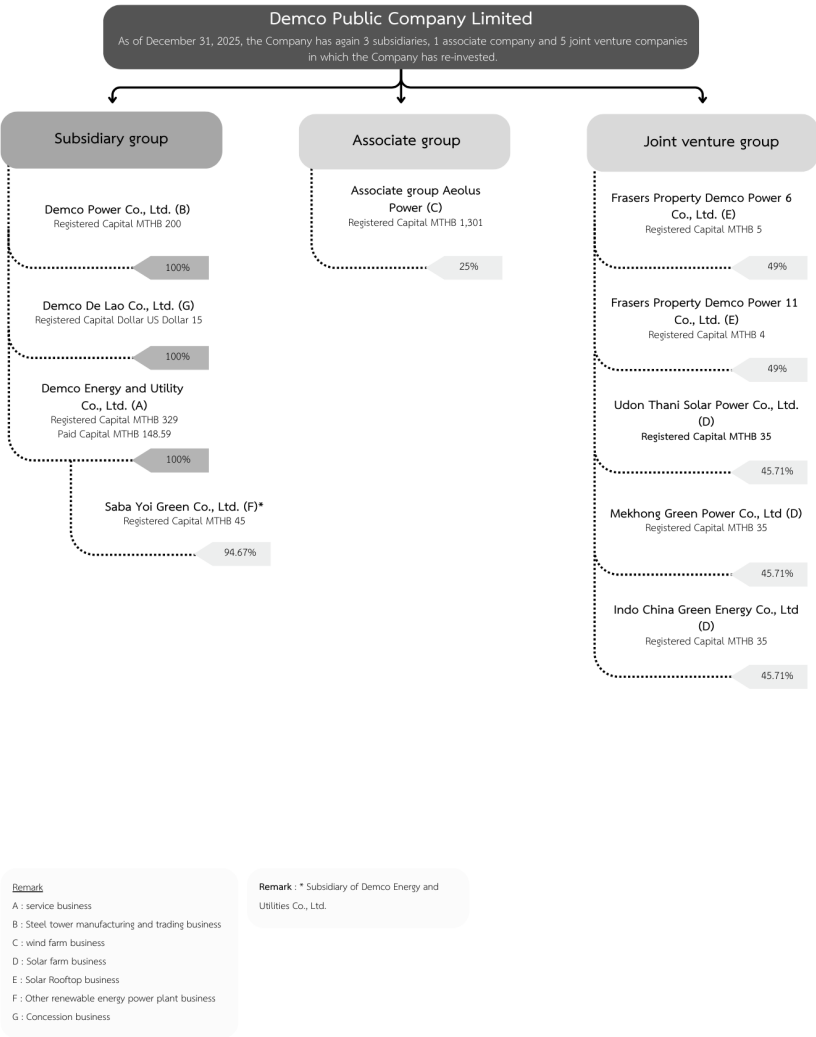 Demco Public Company Limited
As of December 31, 2025, the Company has again 3 subsidiaries, 1 associate company and 5 joint venture companies
in which the Company has re-invested.
Subsidiary group
Demco Power Co., Ltd. (B)
Registered Capital MTHB 200
100%
Demco De Lao Co., Ltd. (G)
Registered Capital Dollar US Dollar 15
100%
Demco Energy and Utility
Co., Ltd. (A)
Registered Capital MTHB 329
Paid Capital MTHB 148.59
100%
Saba Yoi Green Co., Ltd. (F)*
Registered Capital MTHB 45
94.67%
Associate group
Associate group Aeolus
Power (C)
Registered Capital MTHB 1,301
25%
Joint venture group
Frasers Property Demco Power 6
Co., Ltd. (E)
Registered Capital MTHB 5
49%
Frasers Property Demco Power 11
Co., Ltd. (E)
Registered Capital MTHB 4
49%
Udon Thani Solar Power Co., Ltd.
(D)
Registered Capital MTHB 35
45.71%
Mekhong Green Power Co., Ltd (D)
Registered Capital MTHB 35
45.71%
Indo China Green Energy Co., Ltd
(D)
Registered Capital MTHB 35
45.71%
Remark
A : service business
B : Steel tower manufacturing and trading business
C : wind farm business
D : Solar farm business
E : Solar Rooftop business
F : Other renewable energy power plant business
G : Concession business
Remark : * Subsidiary of Demco Energy and
Utilities Co., Ltd.